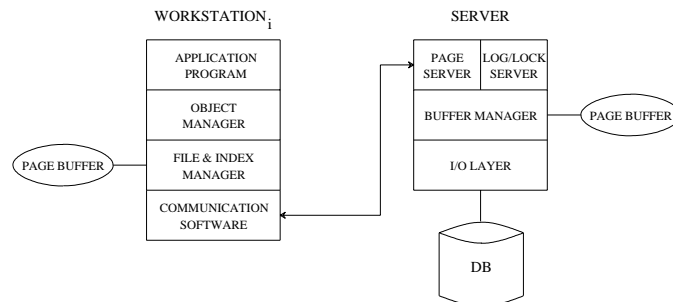 WORKSTATIONi
SERVER
APPLICATION
PROGRAM
OBJECT
MANAGER
FILE & INDEX
MANAGER
COMMUNICATION
SOFTWARE
PAGE BUFFER
PAGE
SERVER
LOG/LOCK
SERVER
BUFFER MANAGER
I/O LAYER
PAGE BUFFER
DB